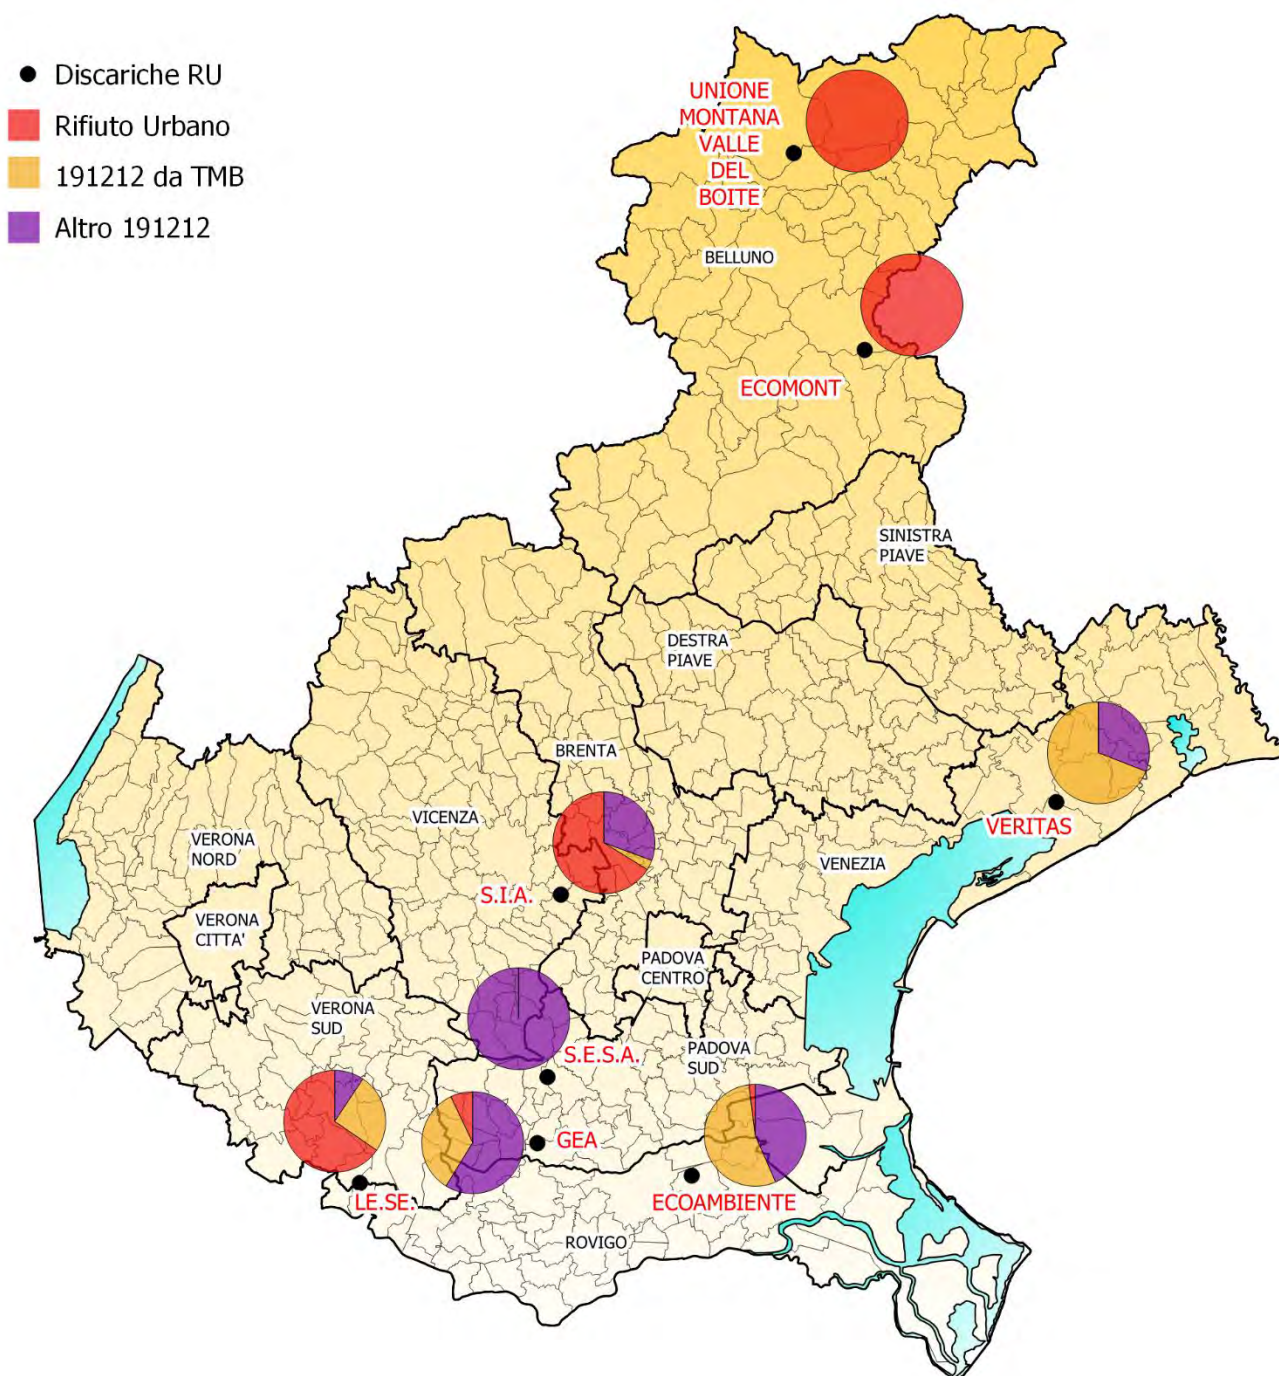 Discariche RU
Rifiuto Urbano
191212 da TMB
Altro 191212
UNIONE
MONTANA
VALLE
DEL
BOITE
BELLUNO
ECOMONT
SINISTRA
PIAVE
DESTRA
PIAVE
BRENTA
VICENZA
VERONA
NORD
VERONA
CITTA'
VERITAS
VENEZIA
S.I.A.
PADOVA
CENTRO
VERONA
SUD
S.E.S.A.
PADOVA
SUD
GEA
LE.SE.
ECOAMBIENTE
ROVIGO